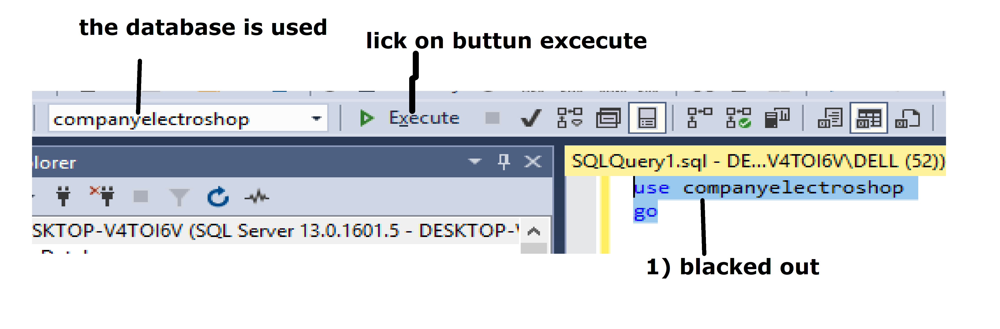 the database is used
lick on buttun excecute
companyelectroshop
Execute
lorer
SQLQuery1.sql - DE...V4TOI6V\DELL (52))
use companyelectroshop
go
SKTOP-V4TOI6V (SQL Server 13.0.1601.5 - DESKTOP-
1) blacked out